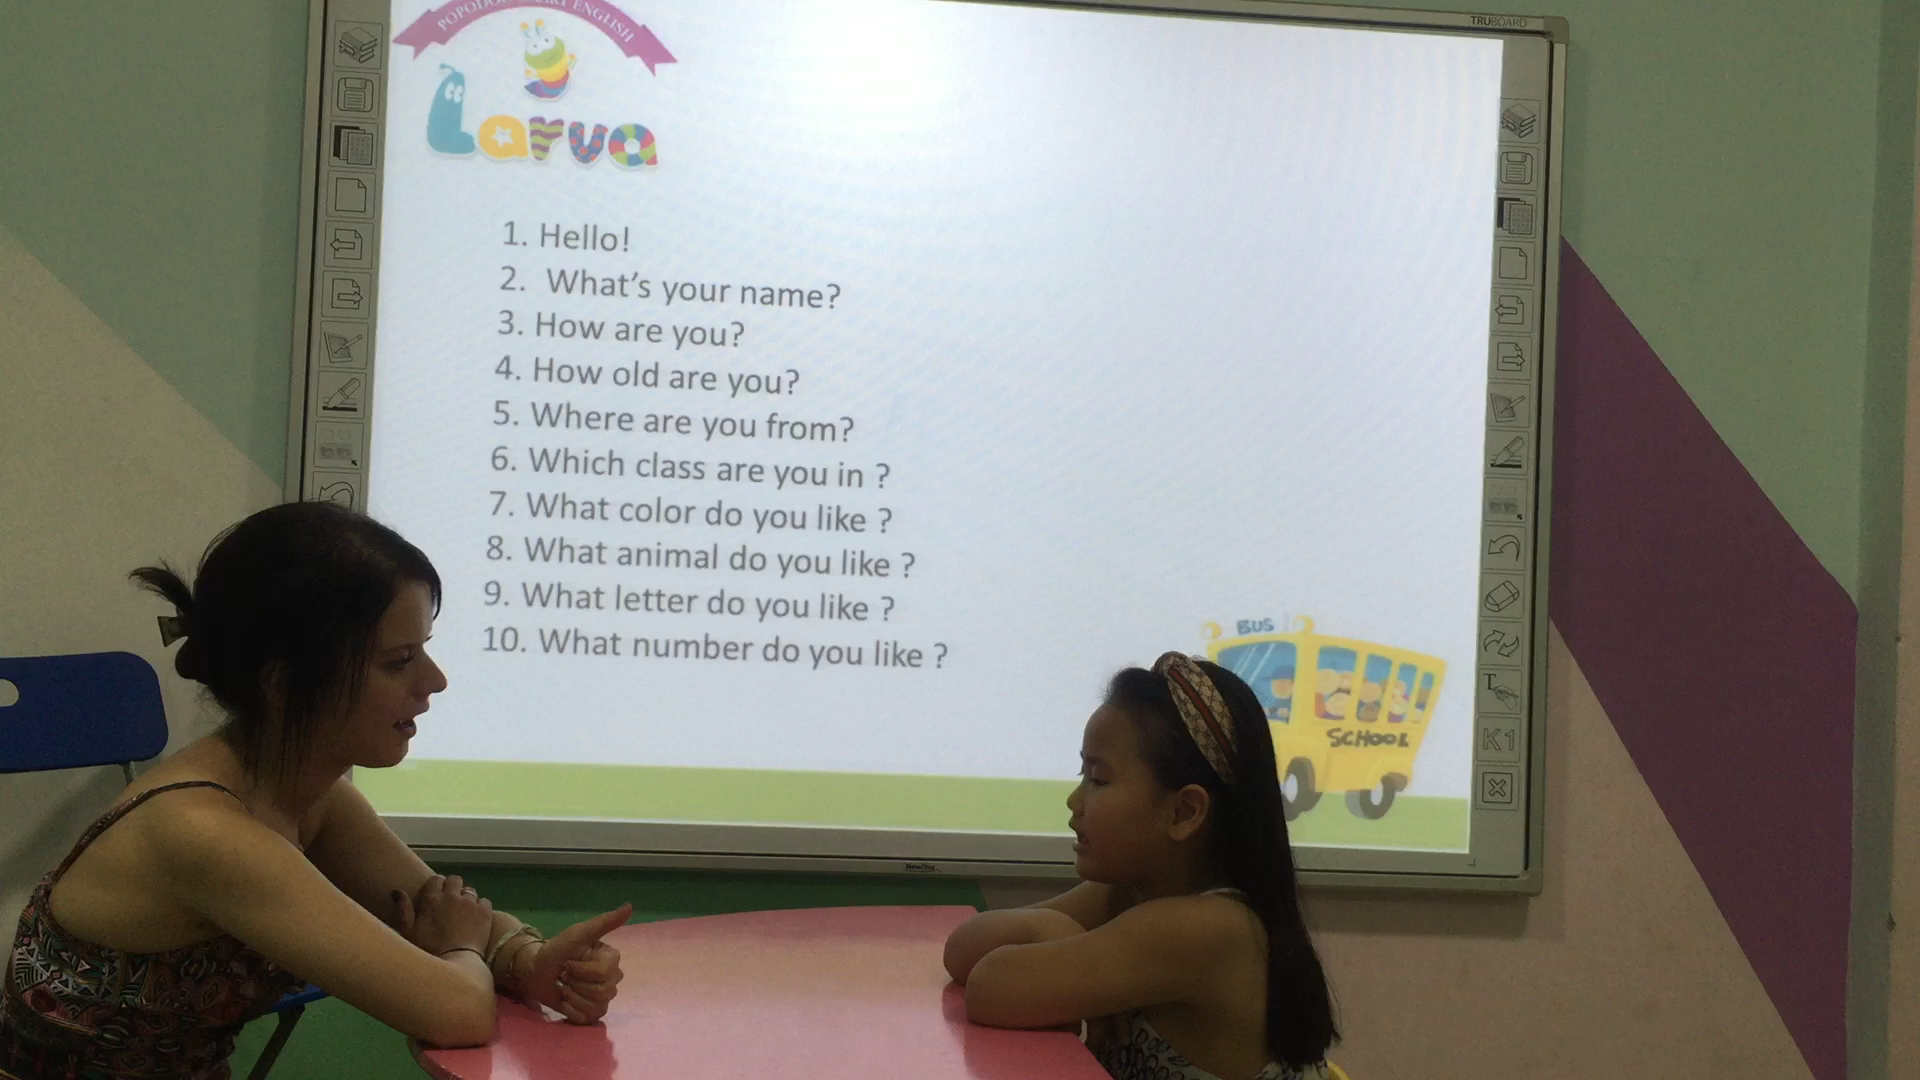 TRUBOARD
ENGLISH
Larva
1. Hello!
2. What's your name?
3. How are you?
4. How old are you?
5. Where are you from?
6. Which class are you in ?
7. What color do you like ?
8. What animal do you like ?
9. What letter do you like ?
10. What number do you like ?
BUS
SCHOOL
T
K1
Newline